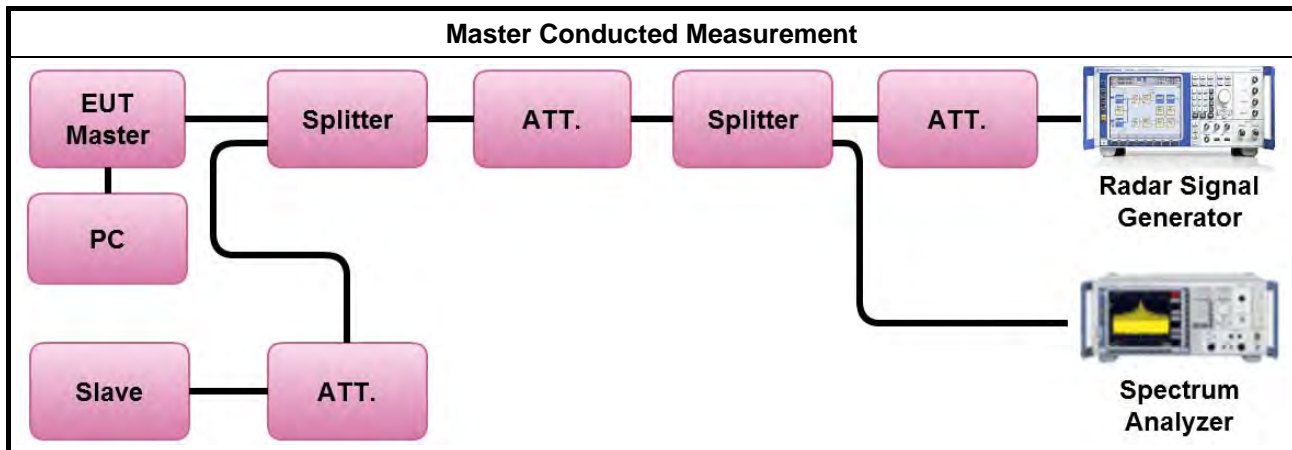 Master Conducted Measurement
EUT
Master
Splitter
ATT.
Splitter
ATT.
Radar Signal
Generator
PC
Slave
ATT.
Spectrum
Analyzer